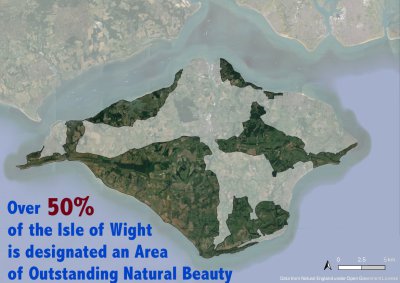 Over 50%
of the Isle of Wight
is designated an Area
of Outstanding Natural Beauty
0 2.5 5 km
Data from Natural England under Open Government Licence